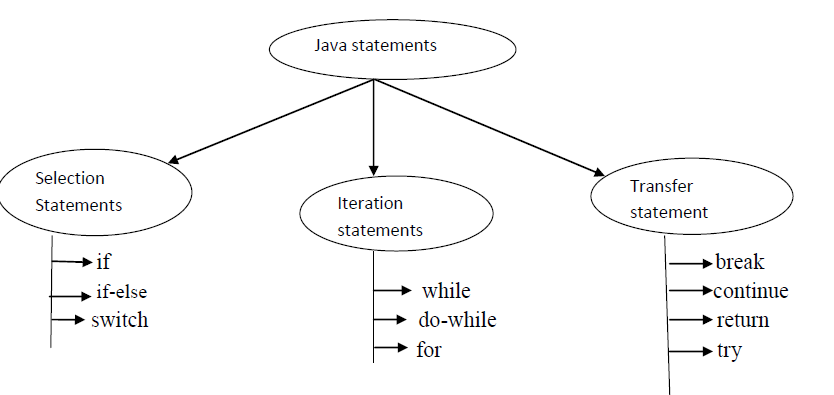 Java statements
Selection
Statements
if
if-else
switch
Iteration
statements
while
do-while
for
Transfer
statement
break
continue
return
try